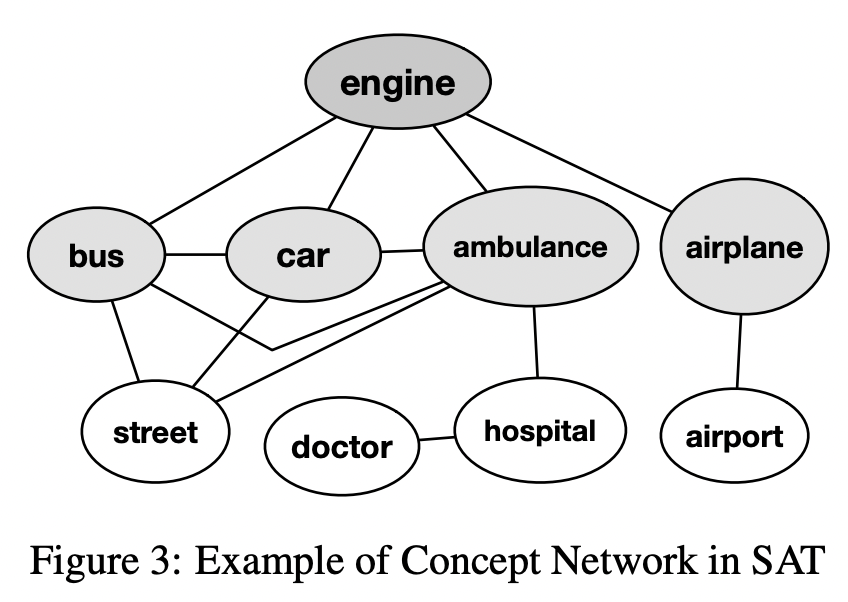 engine
bus
car
ambulance
airplane
street
doctor
hospital
airport
Figure 3: Example of Concept Network in SAT